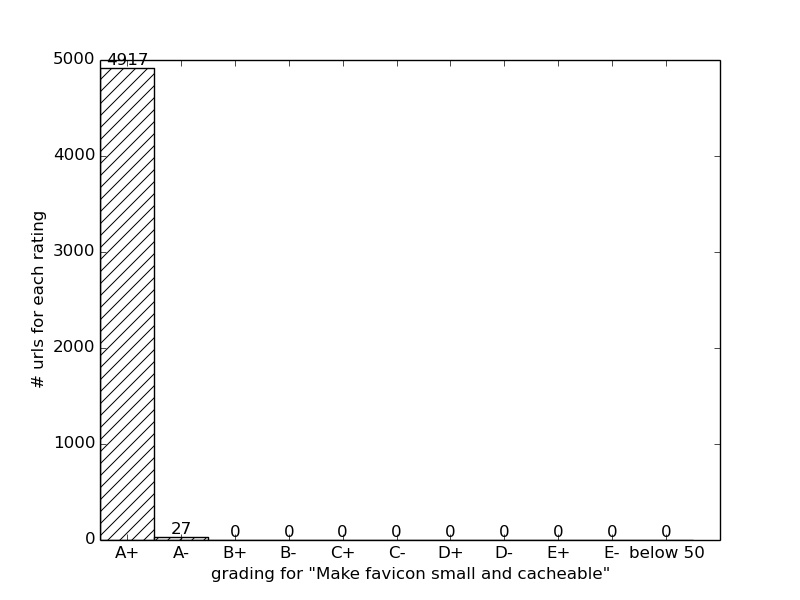 5000
4000
3000
2000
1000
0
# urls for each rating
4917
27
0 0 0 0 0 0 0 0 0
A+ A- B+ B- C+ C- D+ D- E+ E- below 50
grading for "Make favicon small and cacheable"